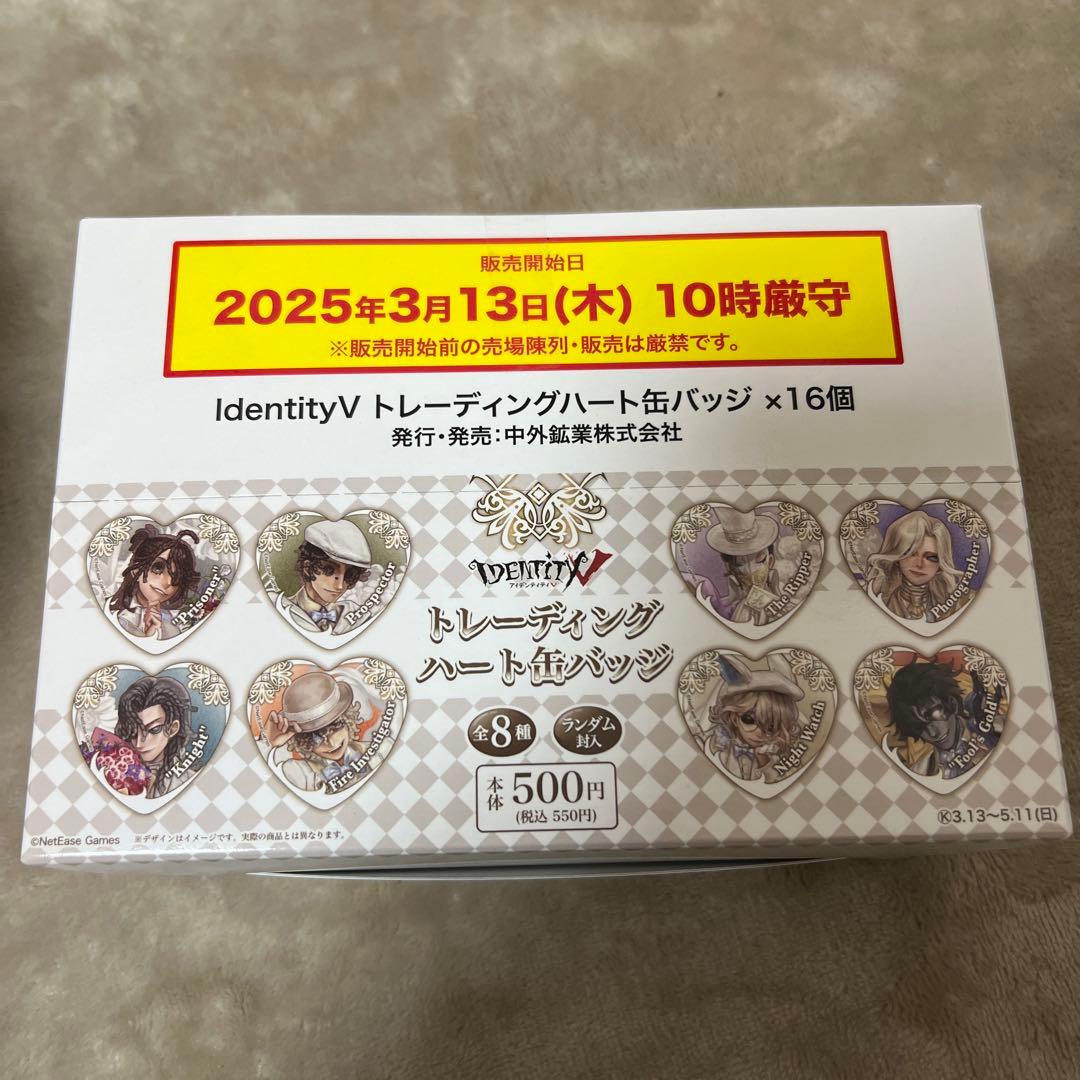 販売開始日
2025年3月13日(木) 10時厳守
※販売開始前の売場陳列・販売は厳禁です。
IdentityV トレーディングハート缶バッジ ×16個
発行・発売:中外鉱業株式会社
IDENTITY V
アイデンティティV
トレーディング
ハート缶バッジ
全8種
ランダム
封入
本体 500円
(税込 550円)
"Prisoner"
Prospector
The Ripper
Photographer
"Knight"
Fire Investigator
Night Watch
"Fool's Gold"
©NetEase Games
※デザインはイメージです。実際の商品とは異なります。
Ⓚ3.13～5.11(日)